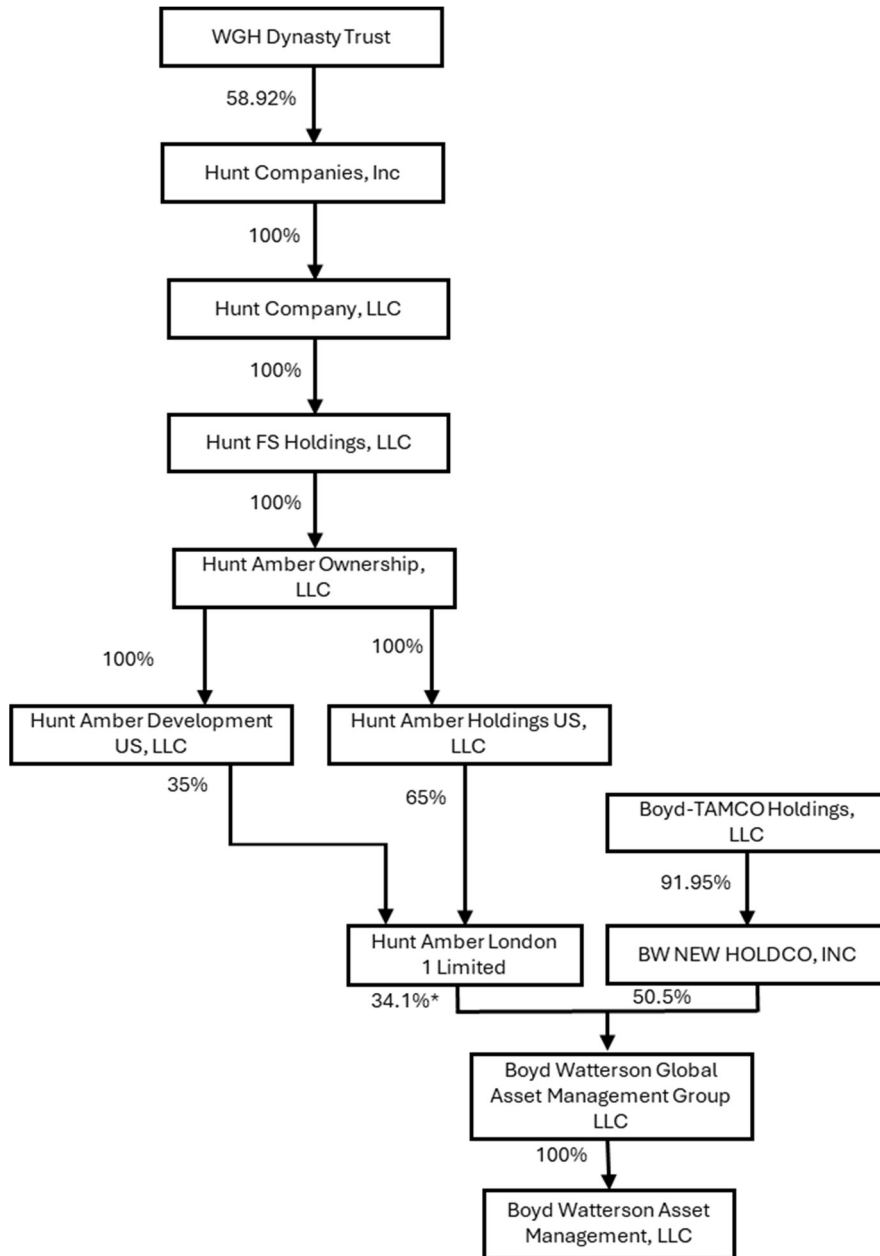 WGH Dynasty Trust
58.92%
Hunt Companies, Inc
100%
Hunt Company, LLC
100%
Hunt FS Holdings, LLC
100%
Hunt Amber Ownership,
LLC
100%
100%
Hunt Amber Development
US, LLC
Hunt Amber Holdings US,
LLC
35%
65%
Boyd-TAMCO Holdings,
LLC
91.95%
Hunt Amber London
1 Limited
BW NEW HOLDCO, INC
34.1%*
50.5%
Boyd Watterson Global
Asset Management Group
LLC
100%
Boyd Watterson Asset
Management, LLC